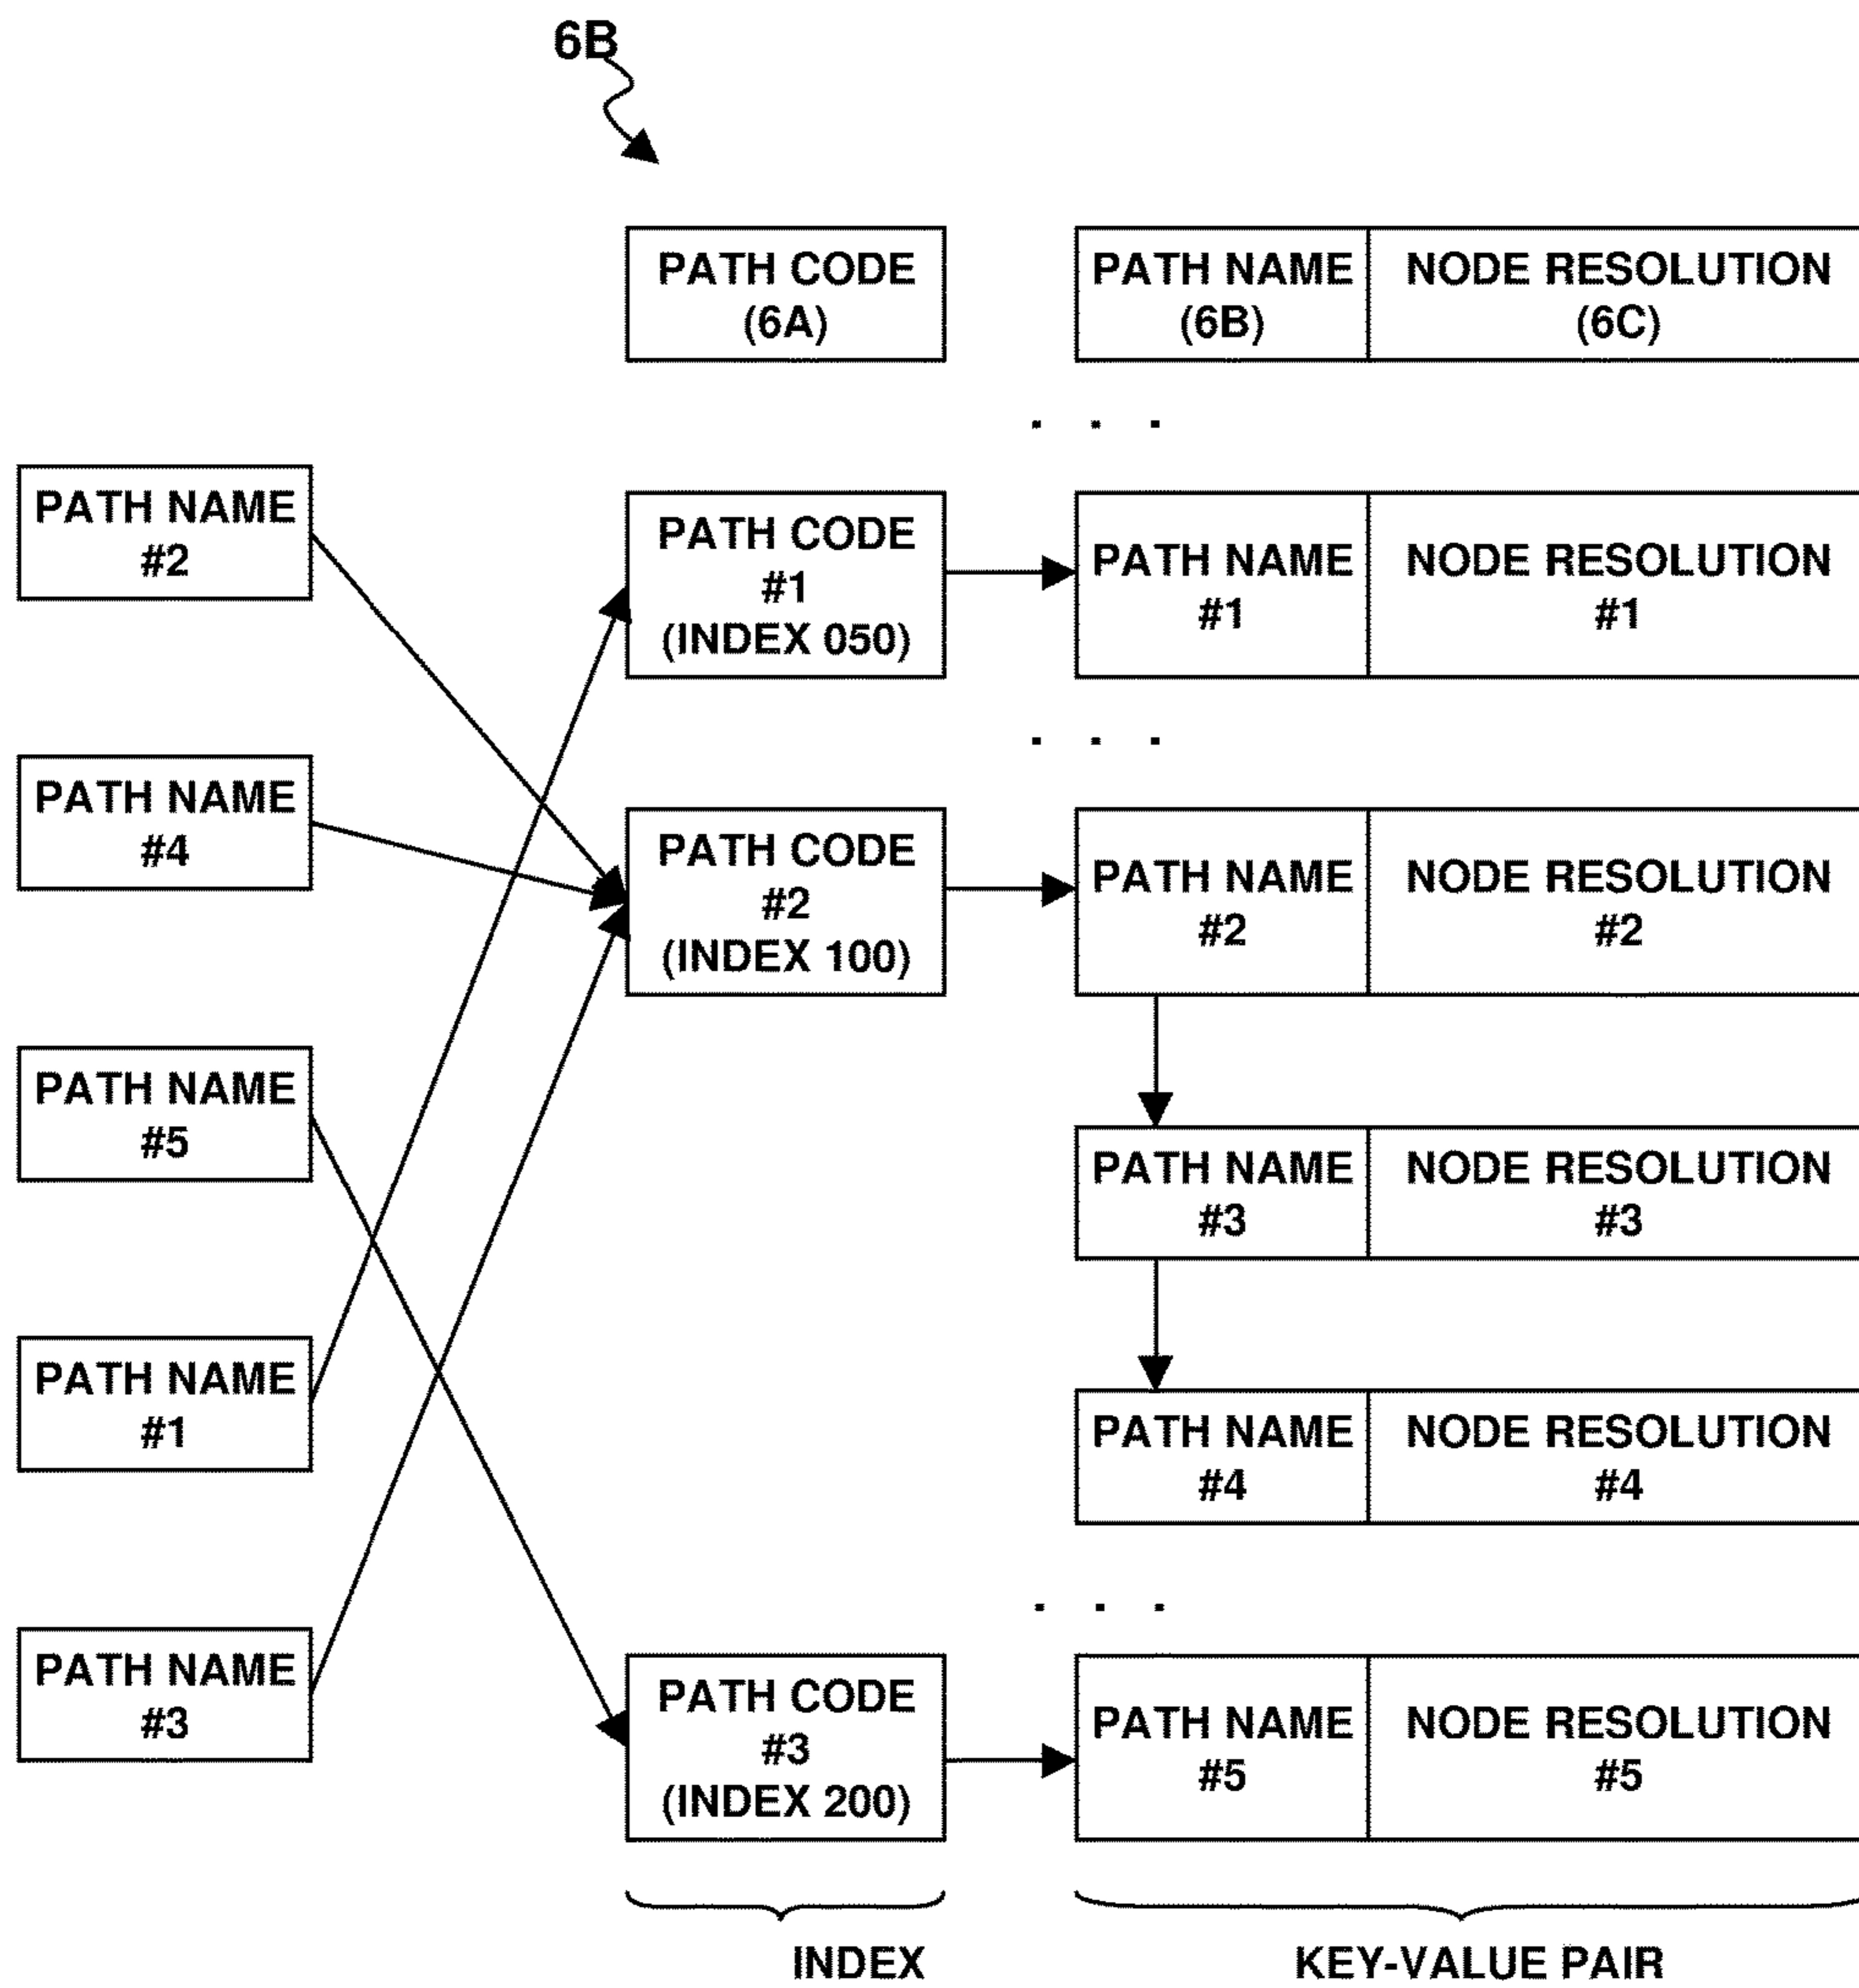 6B
PATH CODE
(6A)
PATH NAME
(6B)
NODE RESOLUTION
(6C)
. . .
PATH NAME
#2
PATH CODE
#1
(INDEX 050)
PATH NAME
#1
NODE RESOLUTION
#1
. . .
PATH NAME
#4
PATH CODE
#2
(INDEX 100)
PATH NAME
#2
NODE RESOLUTION
#2
PATH NAME
#5
PATH NAME
#3
NODE RESOLUTION
#3
PATH NAME
#1
PATH NAME
#4
NODE RESOLUTION
#4
. . .
PATH NAME
#3
PATH CODE
#3
(INDEX 200)
PATH NAME
#5
NODE RESOLUTION
#5
INDEX
KEY-VALUE PAIR